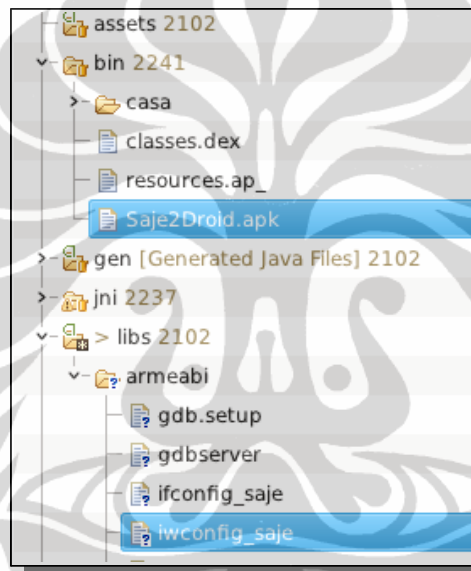 assets 2102
bin 2241
casa
classes.dex
resources.ap_
Saje2Droid.apk
gen [Generated Java Files] 2102
jni 2237
> libs 2102
armeabi
gdb.setup
gdbserver
ifconfig_saje
iwconfig_saje